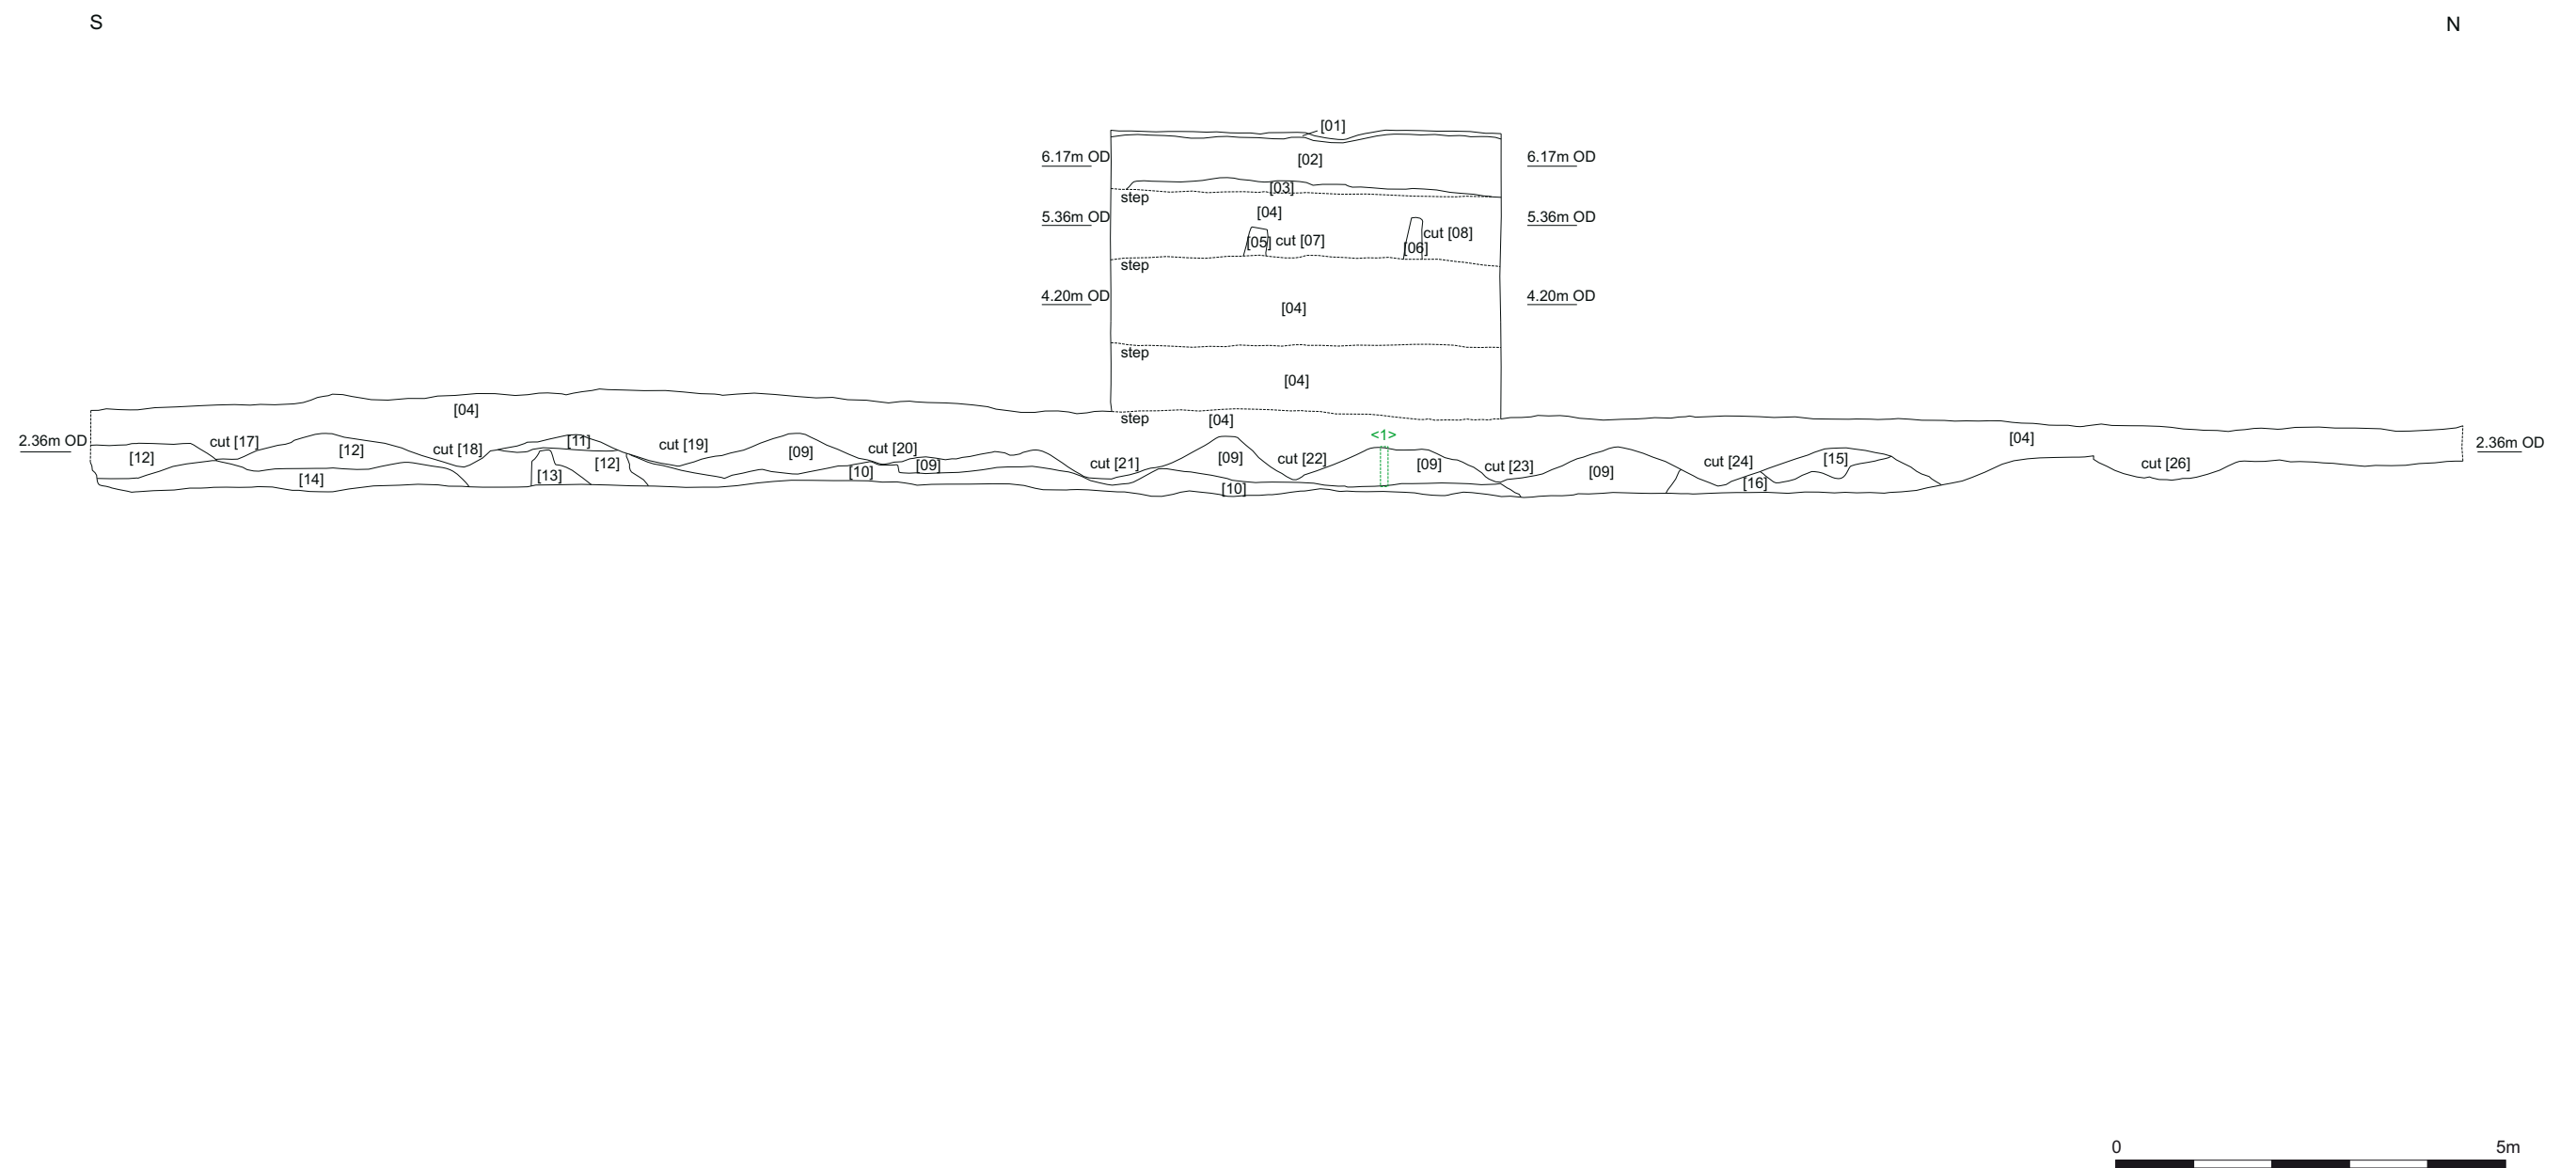 S N
[01]
6.17m OD [02] 6.17m OD
[03]
step
[04]
5.36m OD 5.36m OD
[05] cut [07] [06] cut [08]
step
4.20m OD [04] 4.20m OD
step
[04]
[04] step [04]
<1>
2.36m OD [12] cut [17] [12] cut [18] [11] [12] cut [19] [09] cut [20] [09] cut [21] [09] cut [22] [09] cut [23] [09] cut [24] [15] [04] cut [26] 2.36m OD
[14] [13] [10] [10] [16]
0 5m